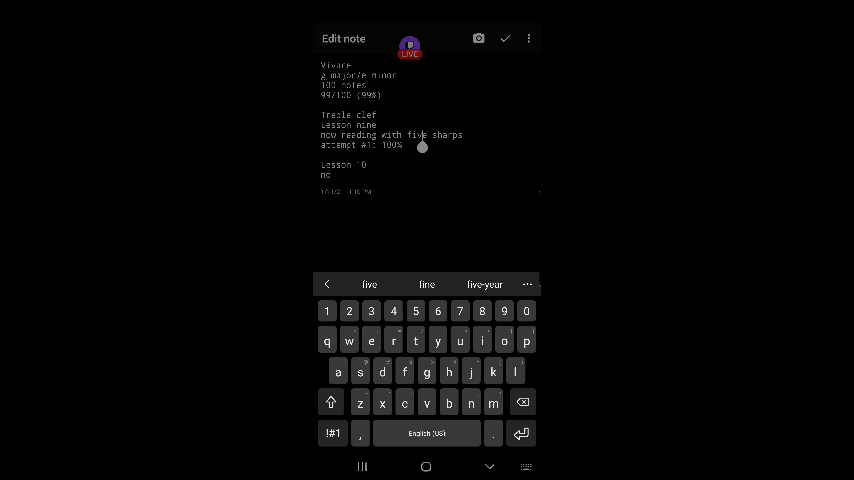 Edit note
LIVE
Vivace
g major/e minor
100 notes
99/100 (99%)
Treble clef
Lesson nine
now reading with five sharps
attempt #1: 100%
Lesson 10
no
five fine five-year
1 2 3 4 5 6 7 8 9 0
q w e r t y u i o p
a s d f g h j k l
z x c v b n m
!#1 , English (US) .